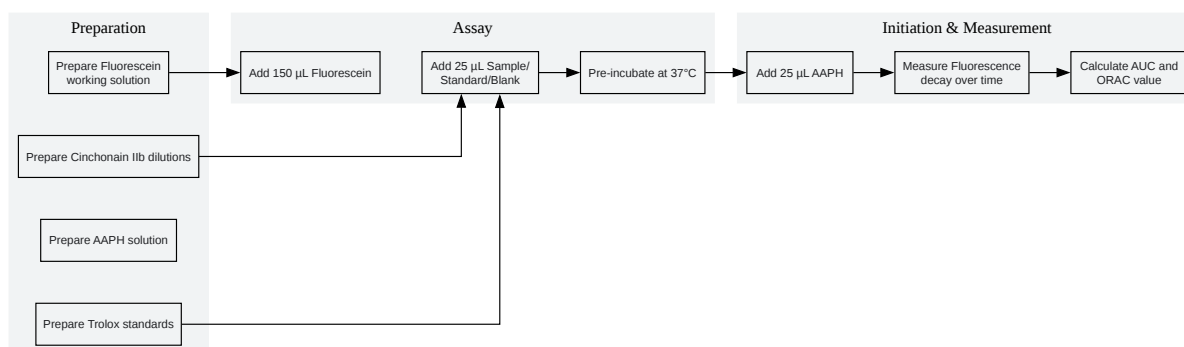 Preparation
Assay
Initiation & Measurement
Prepare Fluorescein
working solution
Add 150 µL Fluorescein
Add 25 µL Sample/
Standard/Blank
Pre-incubate at 37°C
Add 25 µL AAPH
Measure Fluorescence
decay over time
Calculate AUC and
ORAC value
Prepare Cinchonain IIb dilutions
Prepare AAPH solution
Prepare Trolox standards